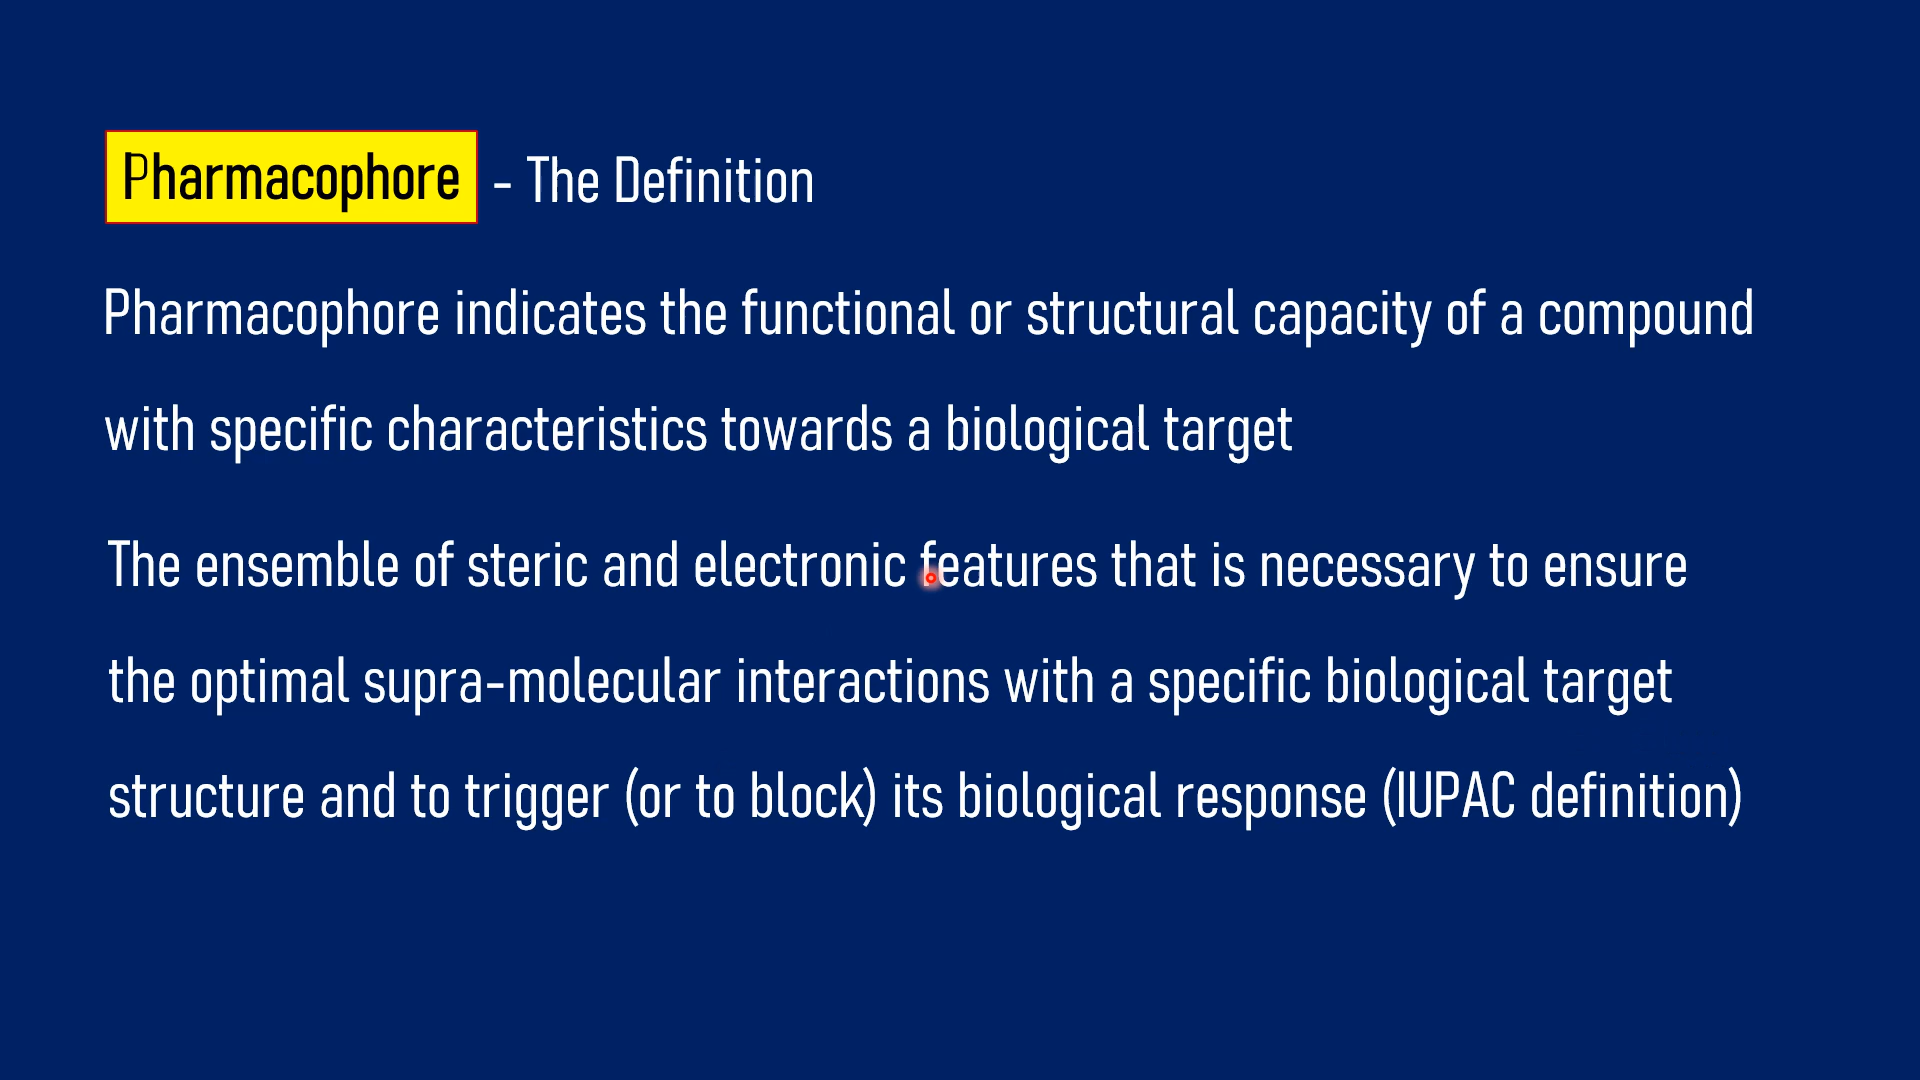 Pharmacophore - The Definition
Pharmacophore indicates the functional or structural capacity of a compound
with specific characteristics towards a biological target
The ensemble of steric and electronic features that is necessary to ensure
the optimal supra-molecular interactions with a specific biological target
structure and to trigger (or to block) its biological response (IUPAC definition)